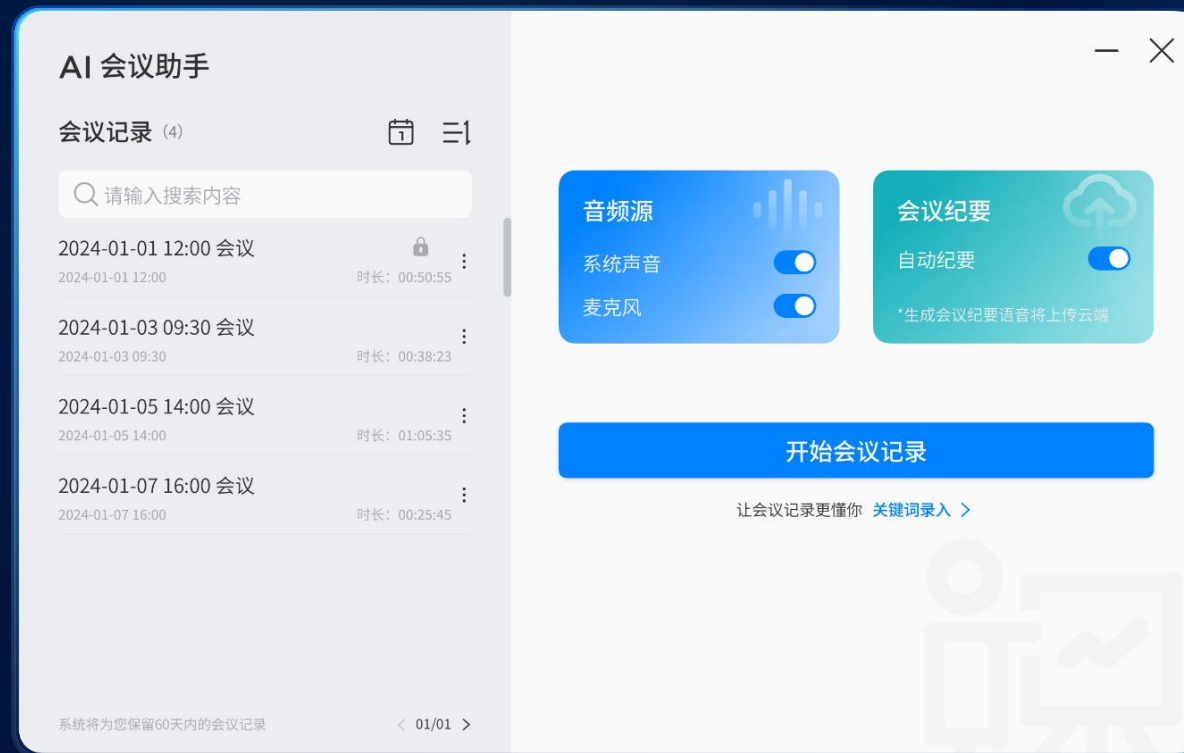 AI 会议助手
会议记录（4）
1
请输入搜索内容
2024-01-01 12:00 会议
2024-01-01 12:00 时长：00:50:55
2024-01-03 09:30 会议
2024-01-03 09:30 时长：00:38:23
2024-01-05 14:00 会议
2024-01-05 14:00 时长：01:05:35
2024-01-07 16:00 会议
2024-01-07 16:00 时长：00:25:45
系统将为您保留60天内的会议记录 < 01/01 >
音频源
系统声音
麦克风
会议纪要
自动纪要
*生成会议纪要语音将上传云端
开始会议记录
让会议记录更懂你 关键词录入 >